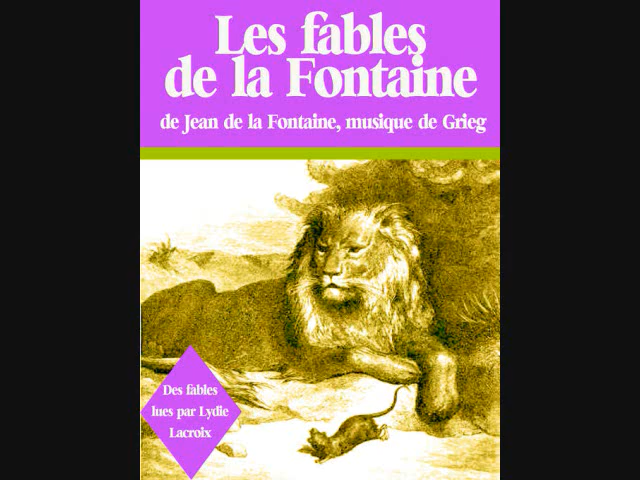 Les fables
de la Fontaine
de Jean de la Fontaine, musique de Grieg
Des fables
lues par Lydie
Lacroix